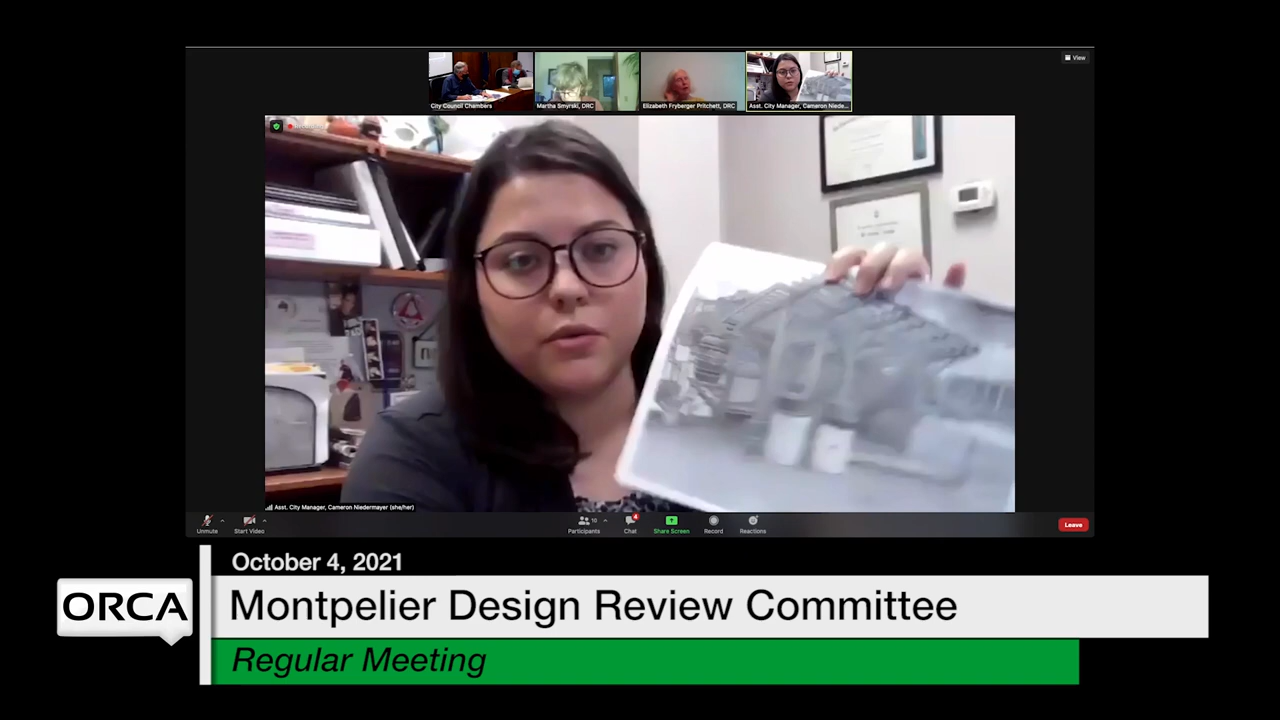 View
City Council Chambers
Martha Smyrski, DRC
Elizabeth Fryberger Pritchett, DRC
Asst. City Manager, Cameron Niede...
Asst. City Manager, Cameron Niedermayer (she/her)
Unmute
Start Video
Participants
10
Chat
4
Share Screen
Record
Reactions
Leave
October 4, 2021
ORCA
Montpelier Design Review Committee
Regular Meeting